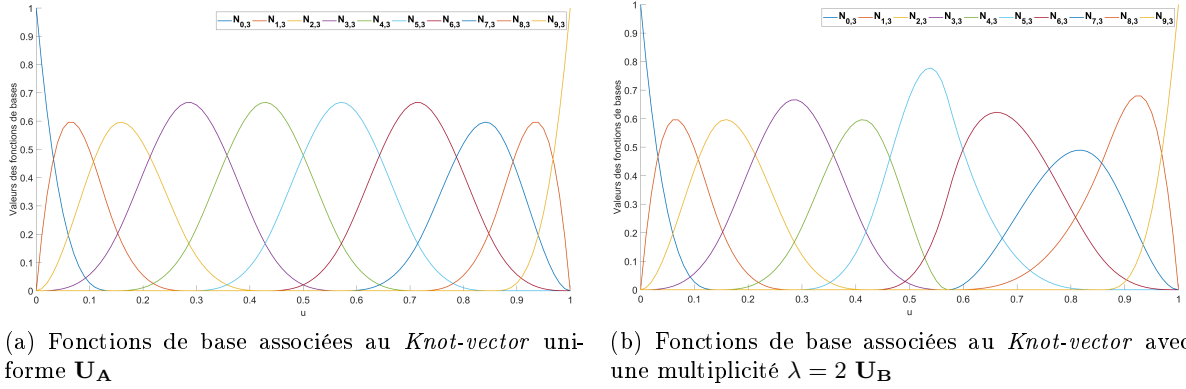 N0,3 N1,3 N2,3 N3,3 N4,3 N5,3 N6,3 N7,3 N8,3 N9,3
Valeurs des fonctions de bases
1
0.9
0.8
0.7
0.6
0.5
0.4
0.3
0.2
0.1
0
0 0.1 0.2 0.3 0.4 0.5 0.6 0.7 0.8 0.9 1
u
(a) Fonctions de base associées au Knot-vector uni-
forme UA
N0,3 N1,3 N2,3 N3,3 N4,3 N5,3 N6,3 N7,3 N8,3 N9,3
Valeurs des fonctions de bases
1
0.9
0.8
0.7
0.6
0.5
0.4
0.3
0.2
0.1
0
0 0.1 0.2 0.3 0.4 0.5 0.6 0.7 0.8 0.9 1
u
(b) Fonctions de base associées au Knot-vector avec
une multiplicité λ = 2 UB